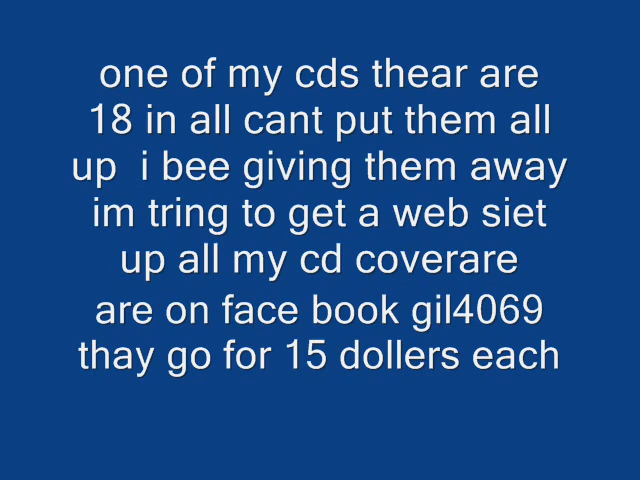 one of my cds thear are
18 in all cant put them all
up  i bee giving them away
im tring to get a web siet
up all my cd coverare
are on face book gil4069
thay go for 15 dollers each